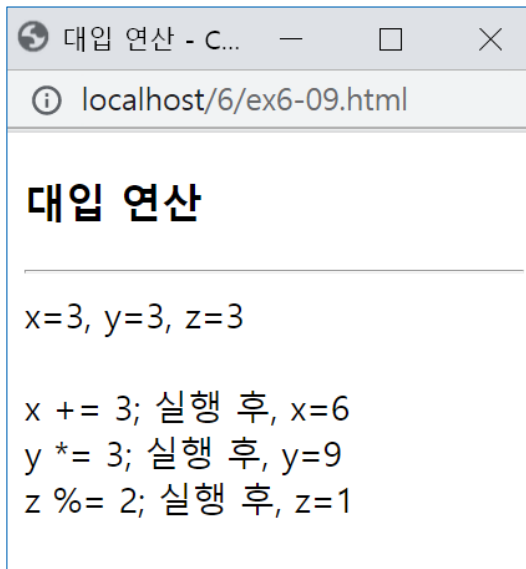 대입 연산 - C...
localhost/6/ex6-09.html
대입 연산
x=3, y=3, z=3
x += 3; 실행 후, x=6
y *= 3; 실행 후, y=9
z %= 2; 실행 후, z=1